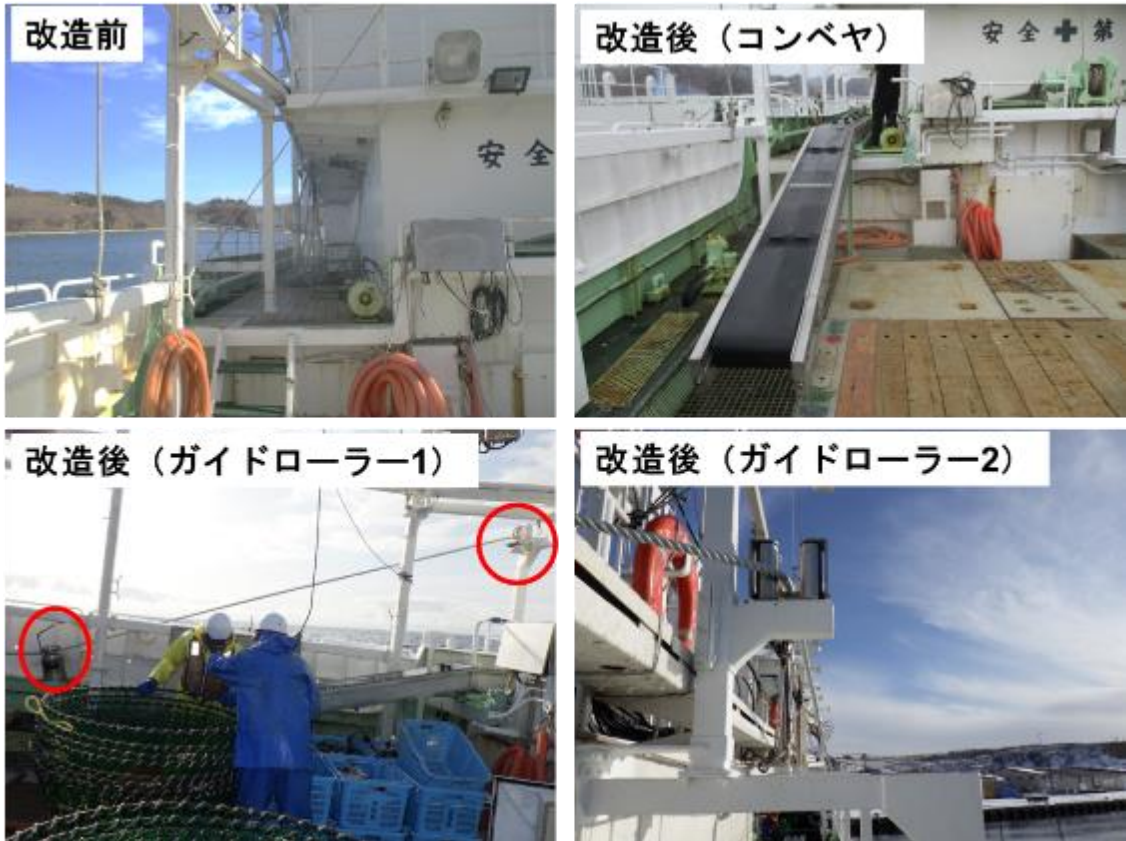 改造前
安全
改造後（コンベヤ）
安全✚第
改造後（ガイドローラー1）
改造後（ガイドローラー2）